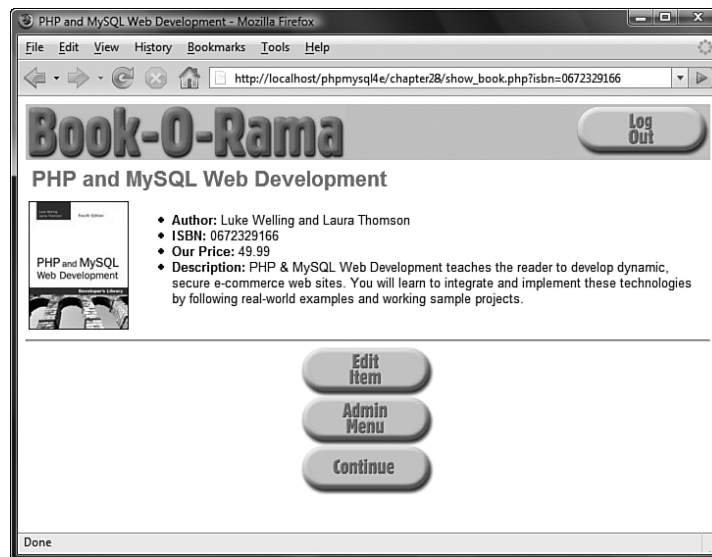 PHP and MySQL Web Development - Mozilla Firefox
File Edit View History Bookmarks Tools Help
http://localhost/phpmysql4e/chapter28/show_book.php?isbn=0672329166
Book-O-Rama
Log
Out
PHP and MySQL Web Development
Fourth Edition
PHP and MySQL
Web Development
Developer's Library
Author: Luke Welling and Laura Thomson
ISBN: 0672329166
Our Price: 49.99
Description: PHP & MySQL Web Development teaches the reader to develop dynamic,
secure e-commerce web sites. You will learn to integrate and implement these technologies
by following real-world examples and working sample projects.
Edit
Item
Admin
Menu
Continue
Done